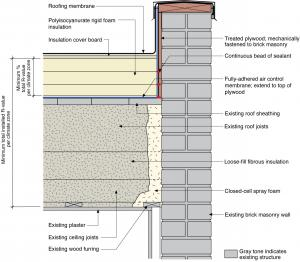 Roofing membrane
Polyisocyanurate rigid foam
insulation
Insulation cover board
Minimum %
total R-value
per climate zone
Minimum total installed R-value
per climate zone
Treated plywood; mechanically
fastened to brick masonry
Continuous bead of sealant
Fully-adhered air control
membrane; extend to top of
plywood
Existing roof sheathing
Existing roof joists
Loose-fill fibrous insulation
Closed-cell spray foam
Existing brick masonry wall
Existing plaster
Existing ceiling joists
Existing wood furring
Gray tone indicates
existing structure